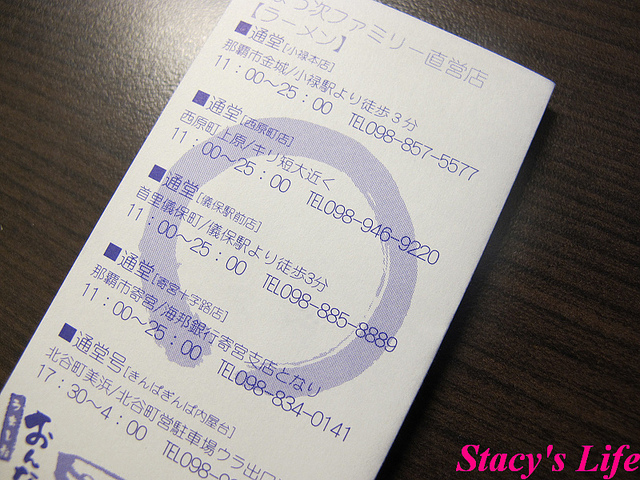 ょう次ファミリー直営店
【ラーメン】
■通堂[小禄本店]
那覇市金城/小禄駅より徒歩3分
11：00〜25：00 TEL098-857-5577
■通堂[西原町店]
西原町上原/キリ短大近く
11：00〜25：00 TEL098-946-9220
■通堂[儀保駅前店]
首里儀保町/儀保駅より徒歩3分
11：00〜25：00 TEL098-885-8889
■通堂[寄宮十字路店]
那覇市寄宮/海邦銀行寄宮支店となり
11：00〜25：00 TEL098-834-0141
■通堂号[きんぱぎんぱ内屋台]
北谷町美浜/北谷町営駐車場ウラ出口
17：30〜4：00 TEL098-
おんな
Stacy's Life